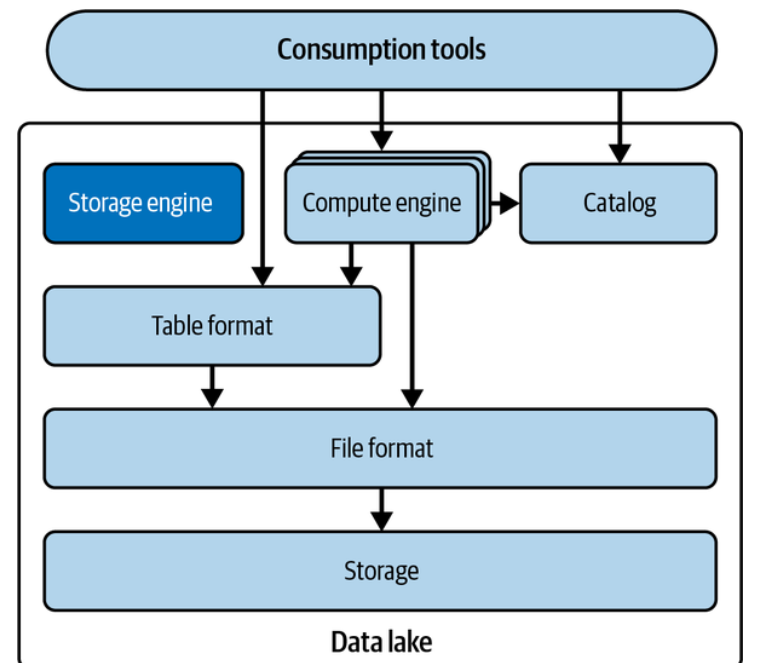 Consumption tools
Storage engine
Compute engine
Catalog
Table format
File format
Storage
Data lake